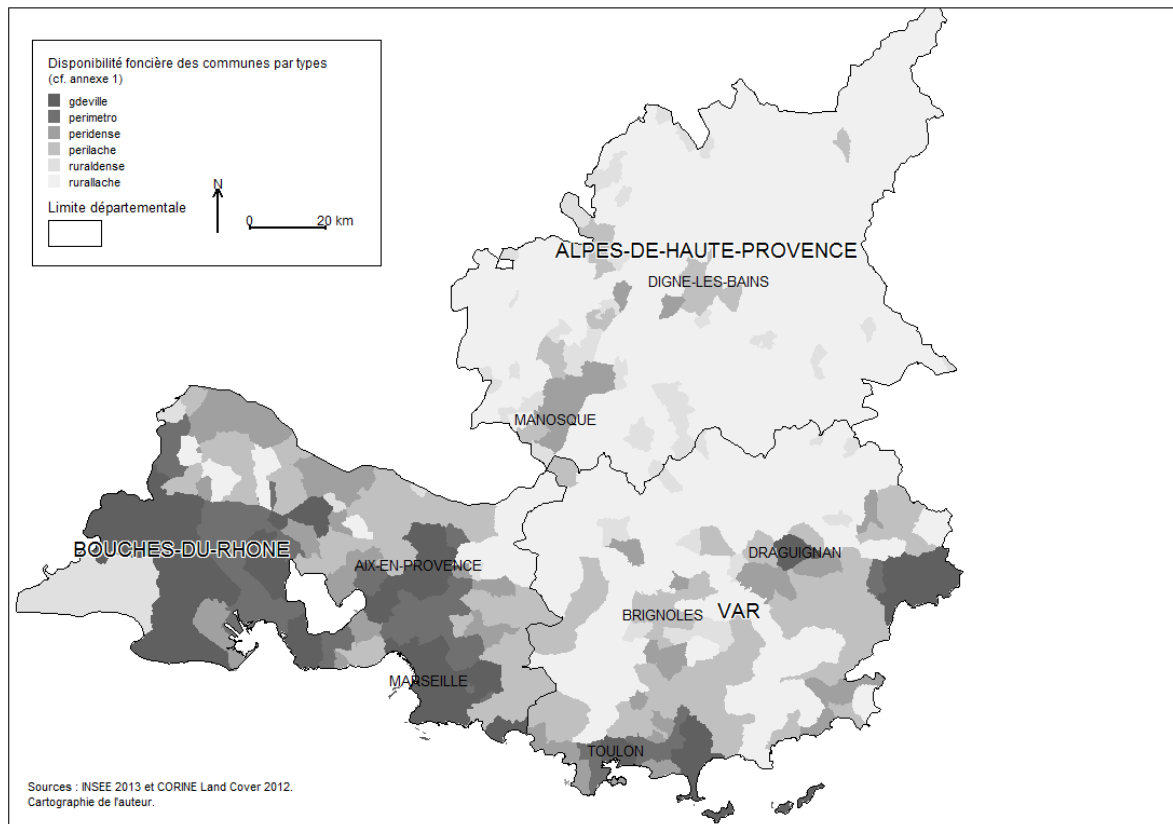 Disponibilité foncière des communes par types
(cf. annexe 1)
gdeville
perimetro
peridense
perilache
ruraldense
rurallache
Limite départementale
N
0 20 km
ALPES-DE-HAUTE-PROVENCE
DIGNE-LES-BAINS
MANOSQUE
BOUCHES-DU-RHONE
AIX-EN-PROVENCE
DRAGUIGNAN
BRIGNOLES
VAR
MARSEILLE
TOULON
Sources : INSEE 2013 et CORINE Land Cover 2012.
Cartographie de l'auteur.